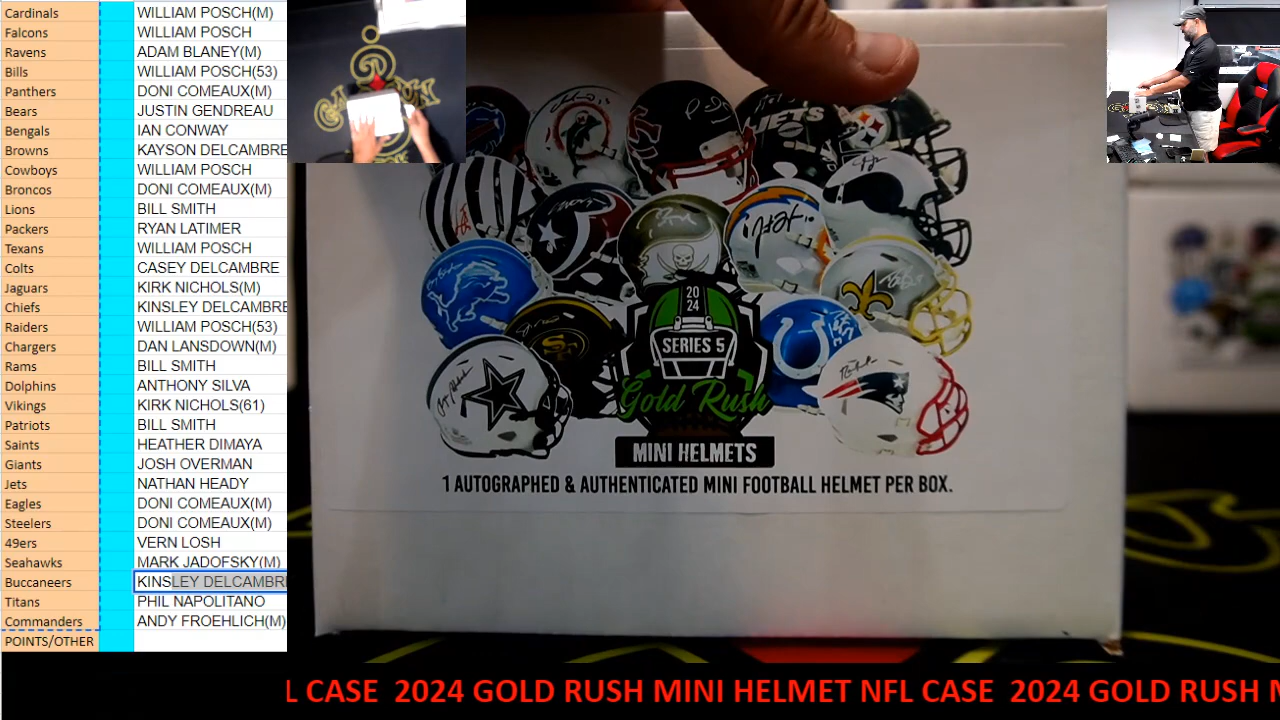 Cardinals WILLIAM POSCH(M)
Falcons WILLIAM POSCH
Ravens ADAM BLANEY(M)
Bills WILLIAM POSCH(53)
Panthers DONI COMEAUX(M)
Bears JUSTIN GENDREAU
Bengals IAN CONWAY
Browns KAYSON DELCAMBRE
Cowboys WILLIAM POSCH
Broncos DONI COMEAUX(M)
Lions BILL SMITH
Packers RYAN LATIMER
Texans WILLIAM POSCH
Colts CASEY DELCAMBRE
Jaguars KIRK NICHOLS(M)
Chiefs KINSLEY DELCAMBRE
Raiders WILLIAM POSCH(53)
Chargers DAN LANSDOWN(M)
Rams BILL SMITH
Dolphins ANTHONY SILVA
Vikings KIRK NICHOLS(61)
Patriots BILL SMITH
Saints HEATHER DIMAYA
Giants JOSH OVERMAN
Jets NATHAN HEADY
Eagles DONI COMEAUX(M)
Steelers DONI COMEAUX(M)
49ers VERN LOSH
Seahawks MARK JADOFSKY(M)
Buccaneers KINSLEY DELCAMBRE
Titans PHIL NAPOLITANO
Commanders ANDY FROEHLICH(M)
POINTS/OTHER
JETS
20
24
SERIES 5
Gold Rush
MINI HELMETS
1 AUTOGRAPHED & AUTHENTICATED MINI FOOTBALL HELMET PER BOX.
L CASE 2024 GOLD RUSH MINI HELMET NFL CASE 2024 GOLD RUSH